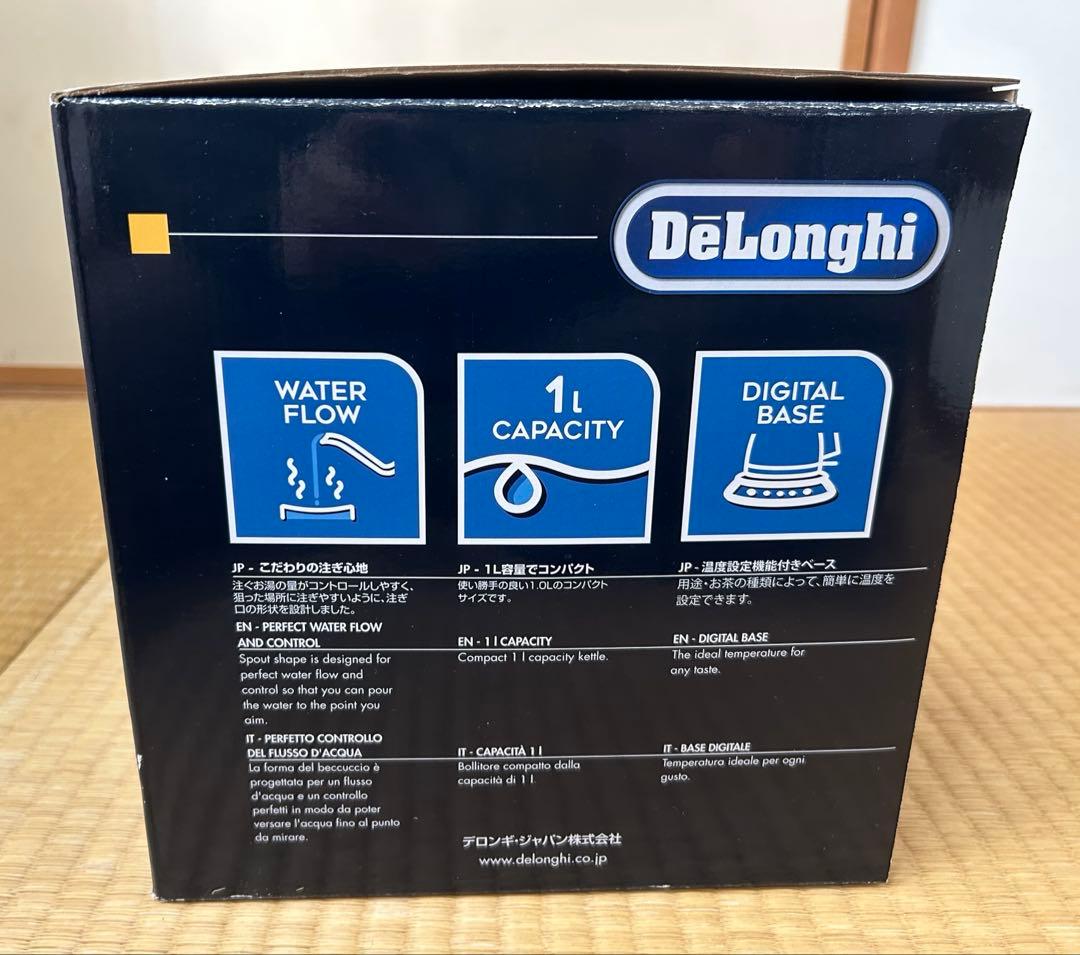 DēLonghi
WATER
FLOW
1l
CAPACITY
DIGITAL
BASE
JP - こだわりの注ぎ心地
注ぐお湯の量がコントロールしやすく、
狙った場所に注ぎやすいように、注ぎ
口の形状を設計しました。
EN - PERFECT WATER FLOW
AND CONTROL
Spout shape is designed for
perfect water flow and
control so that you can pour
the water to the point you
aim.
IT - PERFETTO CONTROLLO
DEL FLUSSO D'ACQUA
La forma del beccuccio è
progettata per un flusso
d'acqua e un controllo
perfetti in modo da poter
versare l'acqua fino al punto
da mirare.
JP - 1L容量でコンパクト
使い勝手の良い1.0Lのコンパクト
サイズです。
EN - 1 l CAPACITY
Compact 1 l capacity kettle.
IT - CAPACITÀ 1 l
Bollitore compatto dalla
capacità di 1 l.
JP - 温度設定機能付きベース
用途・お茶の種類によって、簡単に温度を
設定できます。
EN - DIGITAL BASE
The ideal temperature for
any taste.
IT - BASE DIGITALE
Temperatura ideale per ogni
gusto.
デロンギ・ジャパン株式会社
www.delonghi.co.jp